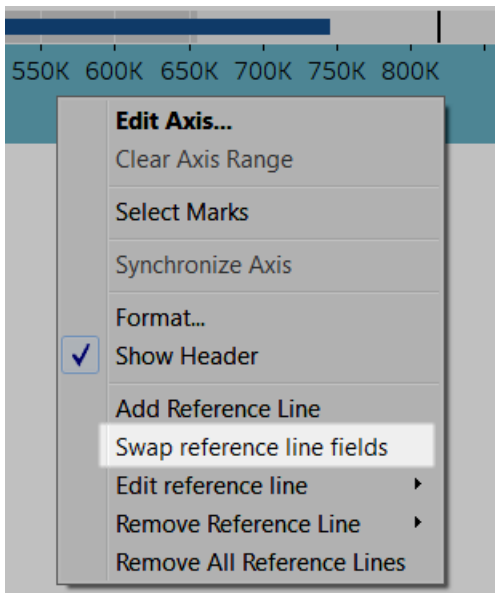 550K 600K 650K 700K 750K 800K
Edit Axis...
Clear Axis Range
Select Marks
Synchronize Axis
Format...
Show Header
Add Reference Line
Swap reference line fields
Edit reference line
Remove Reference Line
Remove All Reference Lines